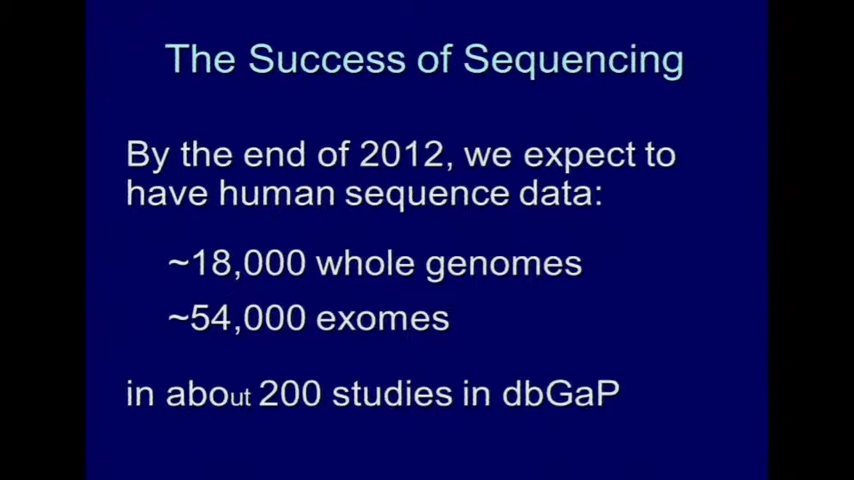 The Success of Sequencing
By the end of 2012, we expect to
have human sequence data:
~18,000 whole genomes
~54,000 exomes
in about 200 studies in dbGaP